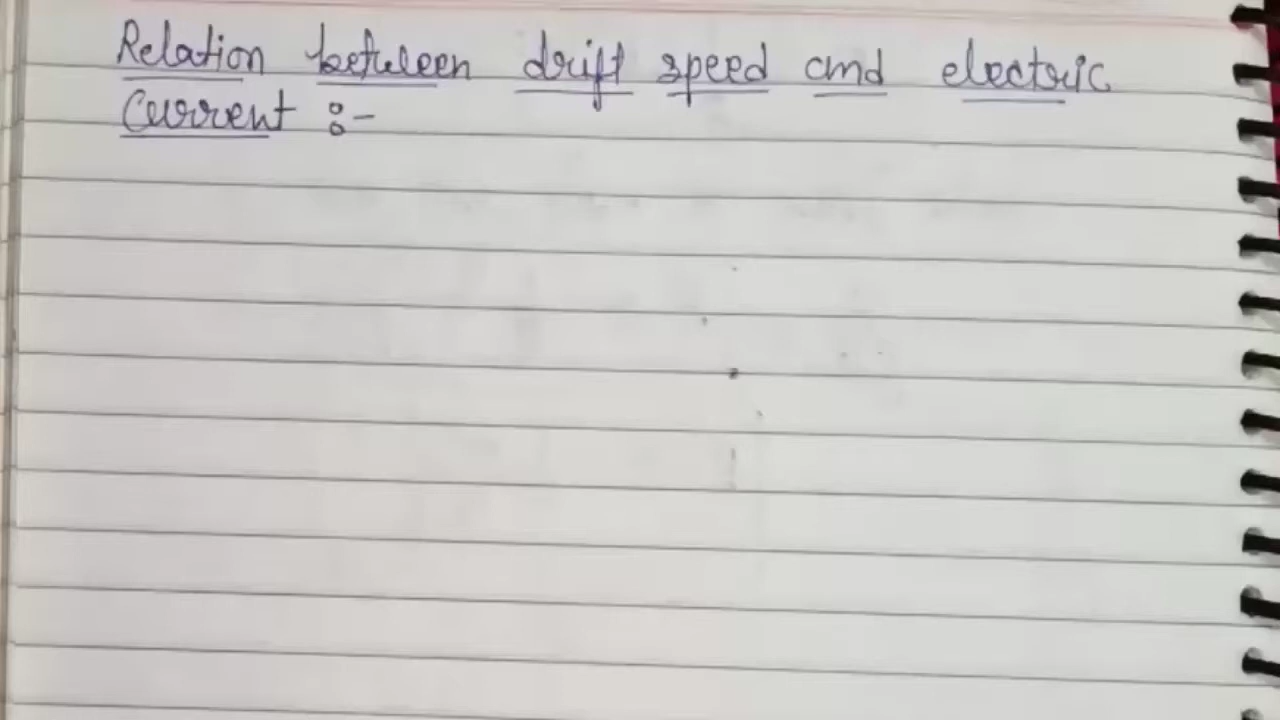 Relation between drift speed and electric
Current :-